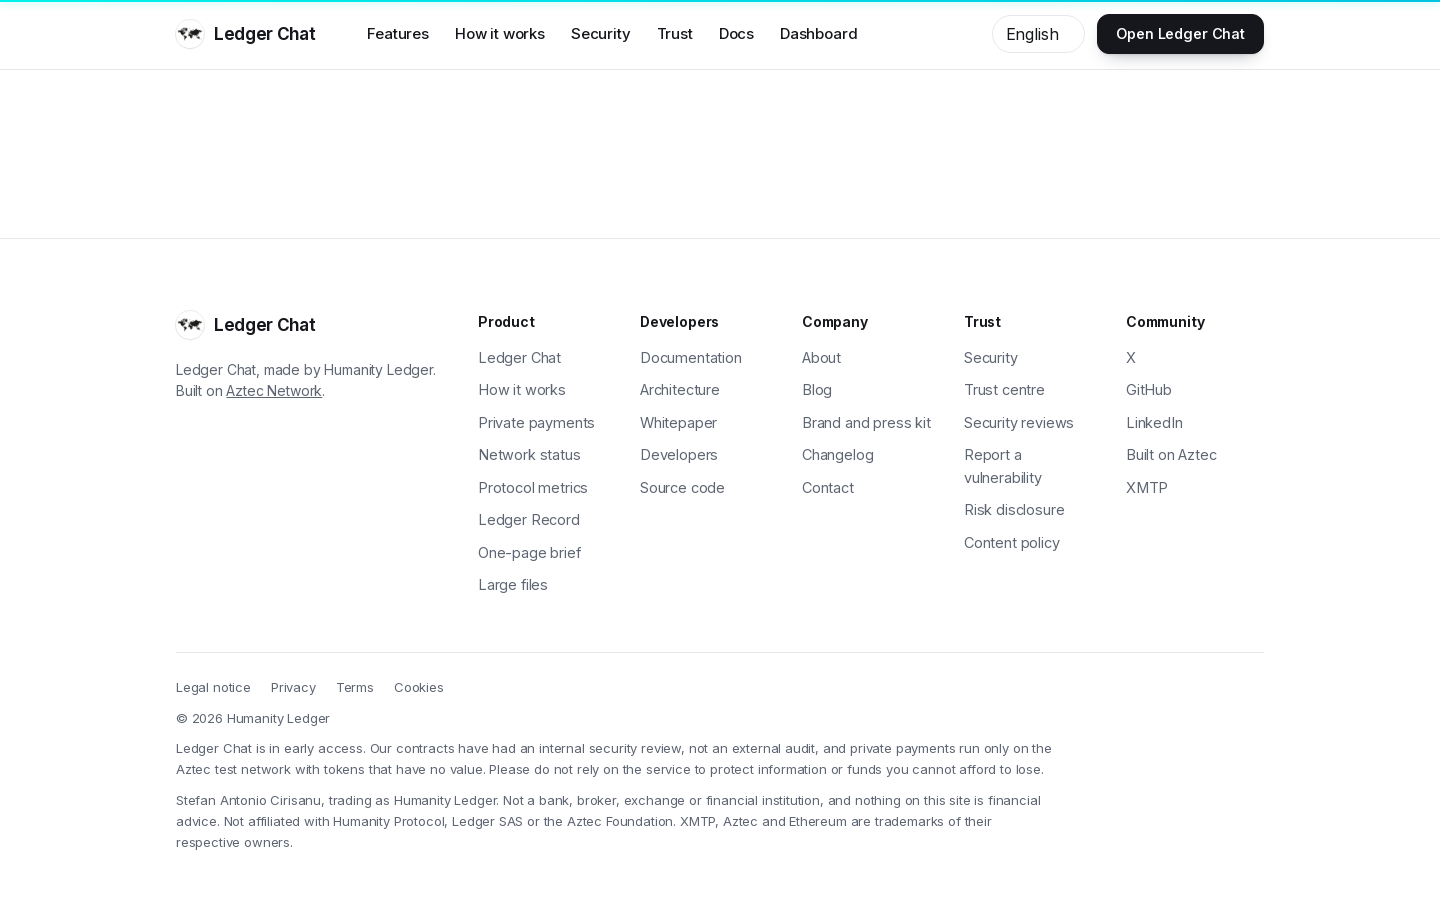 Ledger Chat
Features
How it works
Security
Trust
Docs
Dashboard
English
Open Ledger Chat
Ledger Chat
Ledger Chat, made by Humanity Ledger.
Built on Aztec Network.
Product
Ledger Chat
How it works
Private payments
Network status
Protocol metrics
Ledger Record
One-page brief
Large files
Developers
Documentation
Architecture
Whitepaper
Developers
Source code
Company
About
Blog
Brand and press kit
Changelog
Contact
Trust
Security
Trust centre
Security reviews
Report a
vulnerability
Risk disclosure
Content policy
Community
X
GitHub
LinkedIn
Built on Aztec
XMTP
Legal notice
Privacy
Terms
Cookies
© 2026 Humanity Ledger
Ledger Chat is in early access. Our contracts have had an internal security review, not an external audit, and private payments run only on the
Aztec test network with tokens that have no value. Please do not rely on the service to protect information or funds you cannot afford to lose.
Stefan Antonio Cirisanu, trading as Humanity Ledger. Not a bank, broker, exchange or financial institution, and nothing on this site is financial
advice. Not affiliated with Humanity Protocol, Ledger SAS or the Aztec Foundation. XMTP, Aztec and Ethereum are trademarks of their
respective owners.